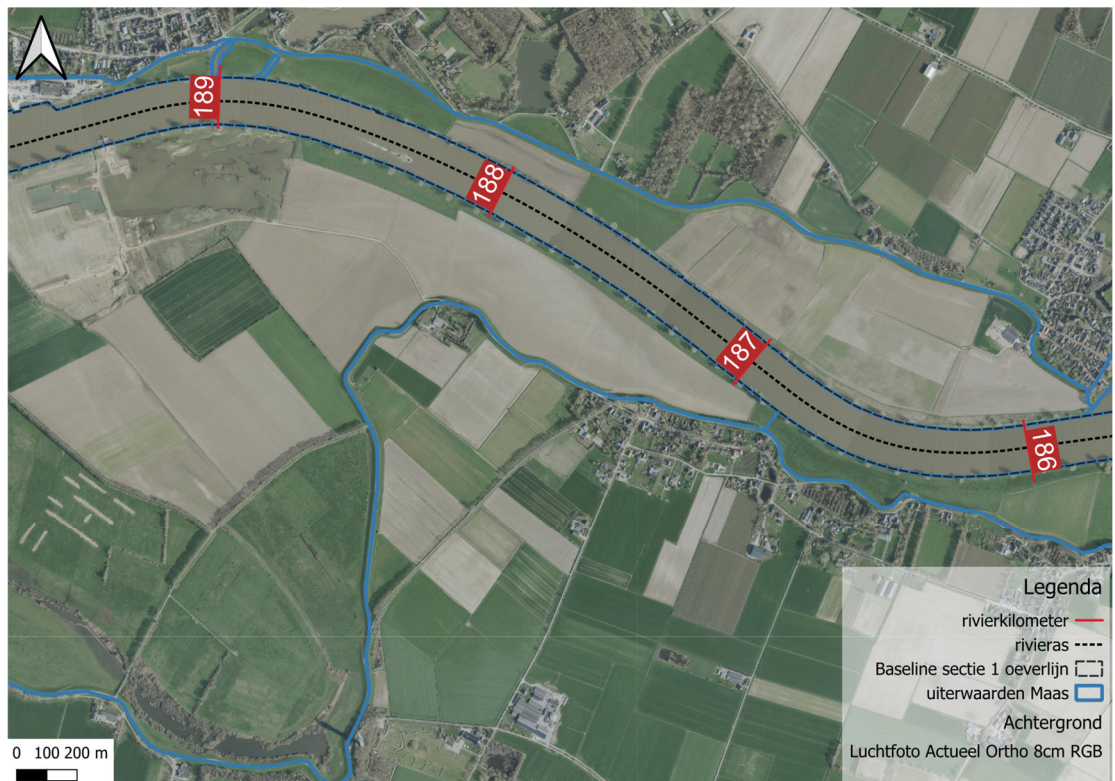 189
188
187
186
Legenda
rivierkilometer
rivieras
Baseline sectie 1 oeverlijn
uiterwaarden Maas
Achtergrond
Luchtfoto Actueel Ortho 8cm RGB
0 100 200 m